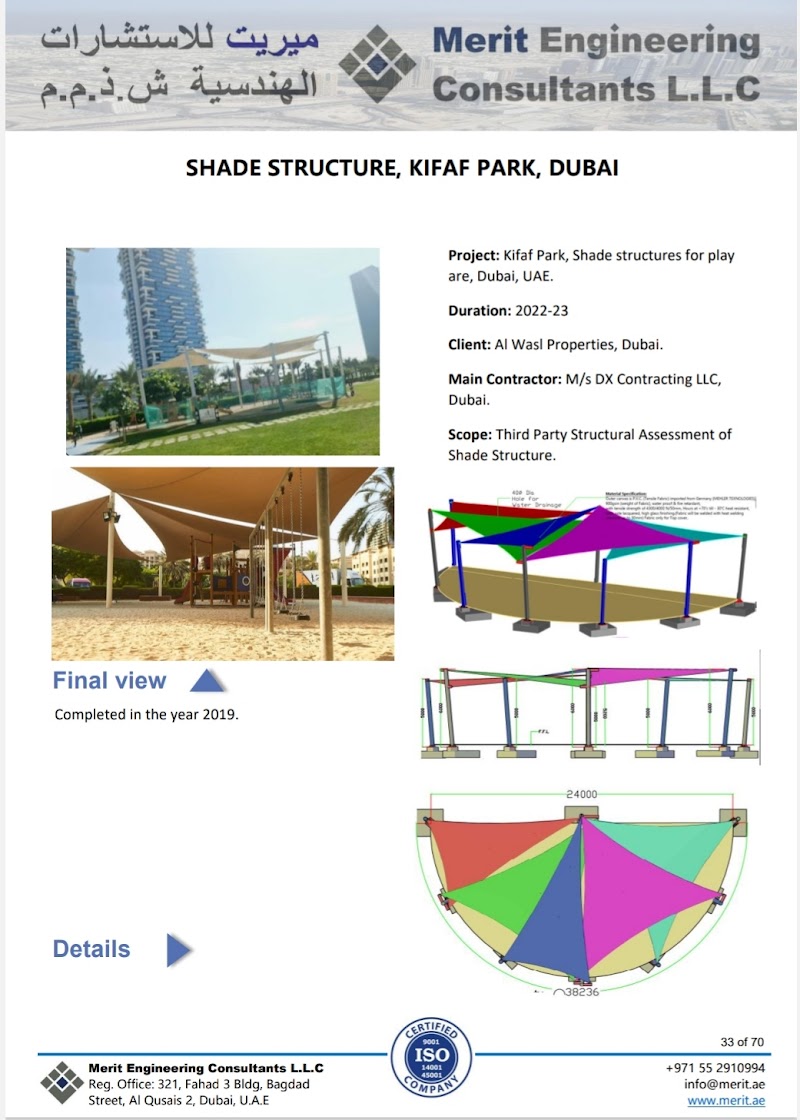 ميريت للاستشارات
الهندسية ش.ذ.م.م
Merit Engineering
Consultants L.L.C
SHADE STRUCTURE, KIFAF PARK, DUBAI
Project: Kifaf Park, Shade structures for play
are, Dubai, UAE.
Duration: 2022-23
Client: Al Wasl Properties, Dubai.
Main Contractor: M/s DX Contracting LLC,
Dubai.
Scope: Third Party Structural Assessment of
Shade Structure.
Hole For
Water Drainage
Material Specification:
Final view
Completed in the year 2019.
F.F.L
24000
38236
Details
33 of 70
CERTIFIED
9001
ISO
14001
45001
COMPANY
Merit Engineering Consultants L.L.C
Reg. Office: 321, Fahad 3 Bldg, Bagdad
Street, Al Qusais 2, Dubai, U.A.E
+971 55 2910994
info@merit.ae
www.merit.ae